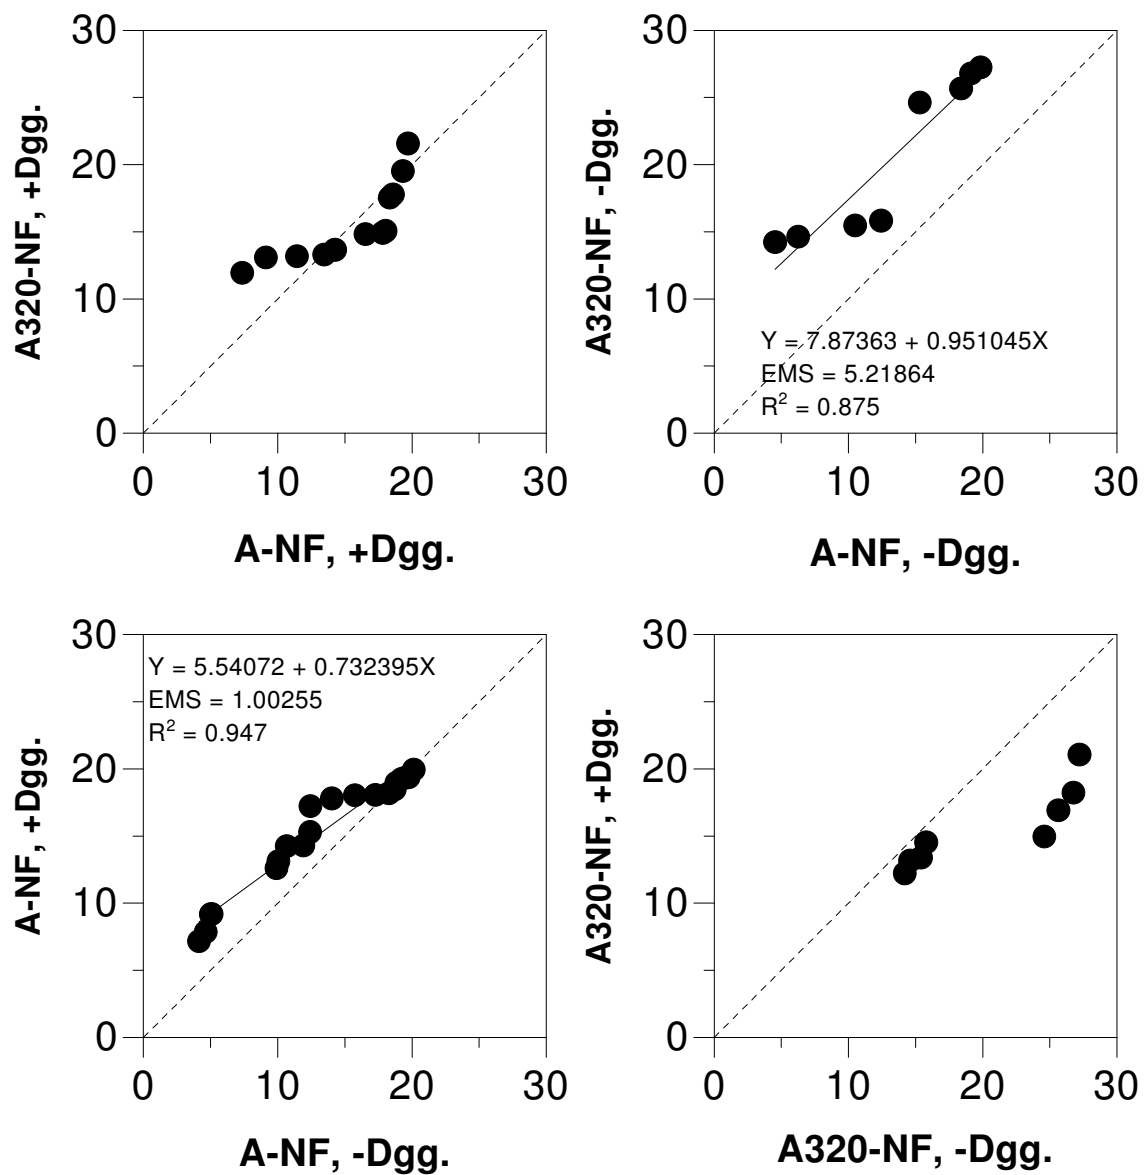 30
20
10
0
A320-NF, +Dgg.
0 10 20 30
A-NF, +Dgg.
30
20
10
0
A320-NF, -Dgg.
Y = 7.87363 + 0.951045X
EMS = 5.21864
R² = 0.875
0 10 20 30
A-NF, -Dgg.
30
20
10
0
A-NF, +Dgg.
Y = 5.54072 + 0.732395X
EMS = 1.00255
R² = 0.947
0 10 20 30
A-NF, -Dgg.
30
20
10
0
A320-NF, +Dgg.
0 10 20 30
A320-NF, -Dgg.